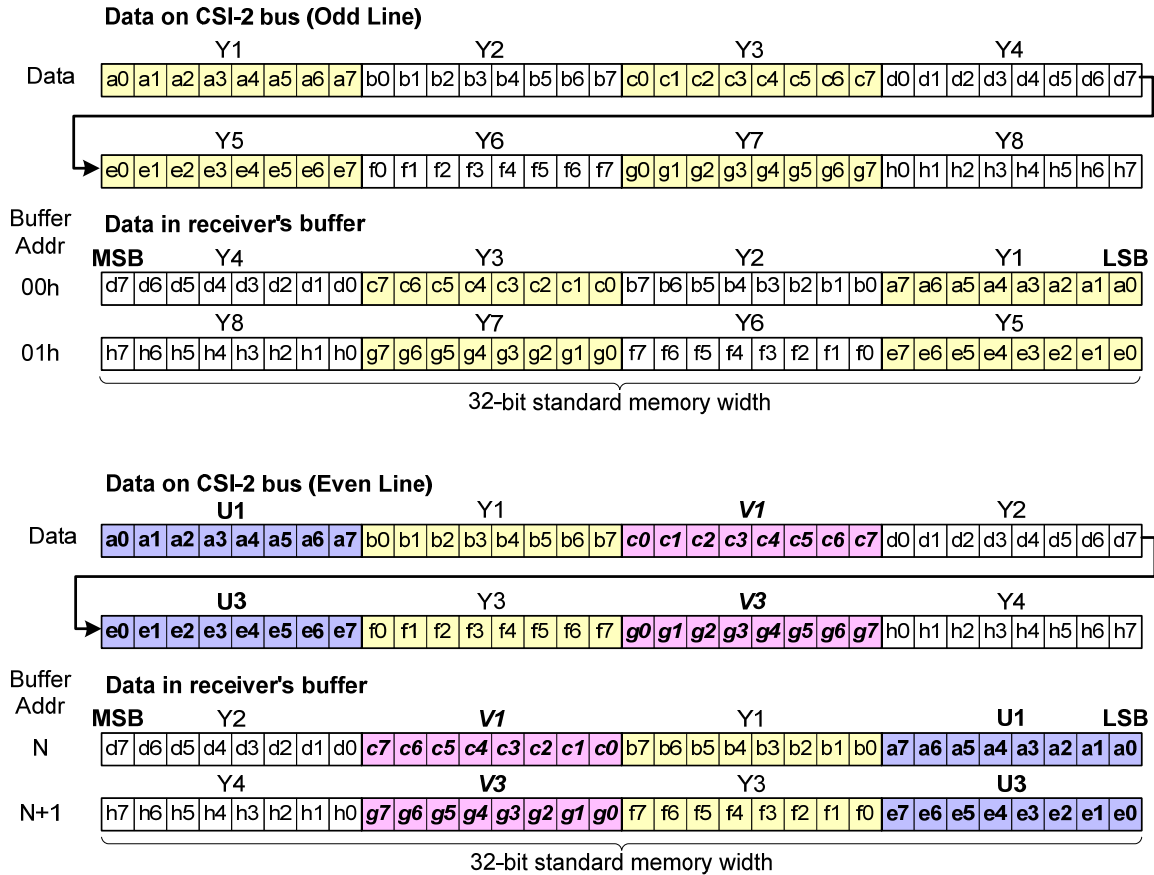 Data on CSI-2 bus (Odd Line)
Y1 Y2 Y3 Y4
Data a0 a1 a2 a3 a4 a5 a6 a7 b0 b1 b2 b3 b4 b5 b6 b7 c0 c1 c2 c3 c4 c5 c6 c7 d0 d1 d2 d3 d4 d5 d6 d7
Y5 Y6 Y7 Y8
e0 e1 e2 e3 e4 e5 e6 e7 f0 f1 f2 f3 f4 f5 f6 f7 g0 g1 g2 g3 g4 g5 g6 g7 h0 h1 h2 h3 h4 h5 h6 h7
Buffer
Addr
Data in receiver's buffer
MSB Y4 Y3 Y2 Y1 LSB
00h d7 d6 d5 d4 d3 d2 d1 d0 c7 c6 c5 c4 c3 c2 c1 c0 b7 b6 b5 b4 b3 b2 b1 b0 a7 a6 a5 a4 a3 a2 a1 a0
Y8 Y7 Y6 Y5
01h h7 h6 h5 h4 h3 h2 h1 h0 g7 g6 g5 g4 g3 g2 g1 g0 f7 f6 f5 f4 f3 f2 f1 f0 e7 e6 e5 e4 e3 e2 e1 e0
32-bit standard memory width
Data on CSI-2 bus (Even Line)
U1 Y1 V1 Y2
Data a0 a1 a2 a3 a4 a5 a6 a7 b0 b1 b2 b3 b4 b5 b6 b7 c0 c1 c2 c3 c4 c5 c6 c7 d0 d1 d2 d3 d4 d5 d6 d7
U3 Y3 V3 Y4
e0 e1 e2 e3 e4 e5 e6 e7 f0 f1 f2 f3 f4 f5 f6 f7 g0 g1 g2 g3 g4 g5 g6 g7 h0 h1 h2 h3 h4 h5 h6 h7
Buffer
Addr
Data in receiver's buffer
MSB Y2 V1 Y1 U1 LSB
N d7 d6 d5 d4 d3 d2 d1 d0 c7 c6 c5 c4 c3 c2 c1 c0 b7 b6 b5 b4 b3 b2 b1 b0 a7 a6 a5 a4 a3 a2 a1 a0
Y4 V3 Y3 U3
N+1 h7 h6 h5 h4 h3 h2 h1 h0 g7 g6 g5 g4 g3 g2 g1 g0 f7 f6 f5 f4 f3 f2 f1 f0 e7 e6 e5 e4 e3 e2 e1 e0
32-bit standard memory width